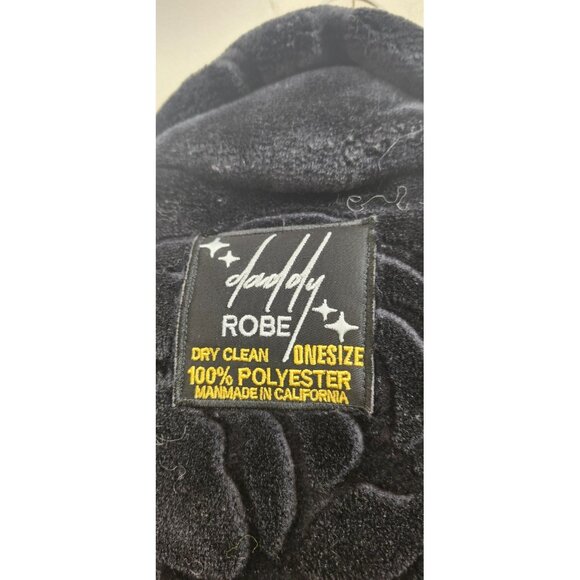 daddy
ROBE
DRY CLEAN ONESIZE
100% POLYESTER
MANMADE IN CALIFORNIA